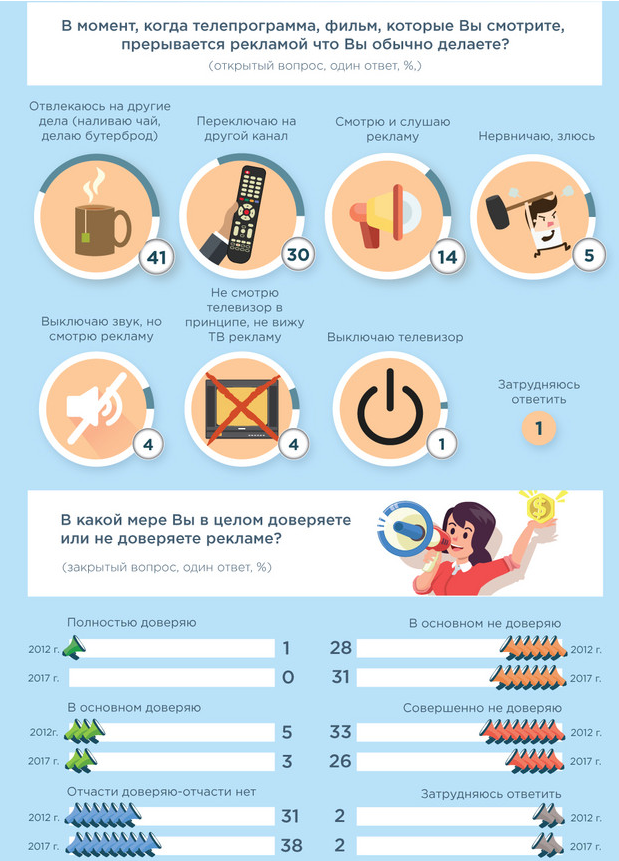 В момент, когда телепрограмма, фильм, которые Вы смотрите,
прерывается рекламой что Вы обычно делаете?
(открытый вопрос, один ответ, %,)
Отвлекаюсь на другие
дела (наливаю чай,
делаю бутерброд)
41
Переключаю на
другой канал
30
Смотрю и слушаю
рекламу
14
Нервничаю, злюсь
5
Выключаю звук, но
смотрю рекламу
4
Не смотрю
телевизор в
принципе, не вижу
ТВ рекламу
4
Выключаю телевизор
1
Затрудняюсь
ответить
1
В какой мере Вы в целом доверяете
или не доверяете рекламе?
(закрытый вопрос, один ответ, %)
$
Полностью доверяю
2012 г. 1
2017 г. 0
В основном не доверяю
28 2012 г.
31 2017 г.
В основном доверяю
2012г. 5
2017 г. 3
Совершенно не доверяю
33 2012 г.
26 2017 г.
Отчасти доверяю-отчасти нет
2012 г. 31
2017 г. 38
Затрудняюсь ответить
2 2012 г.
2 2017 г.